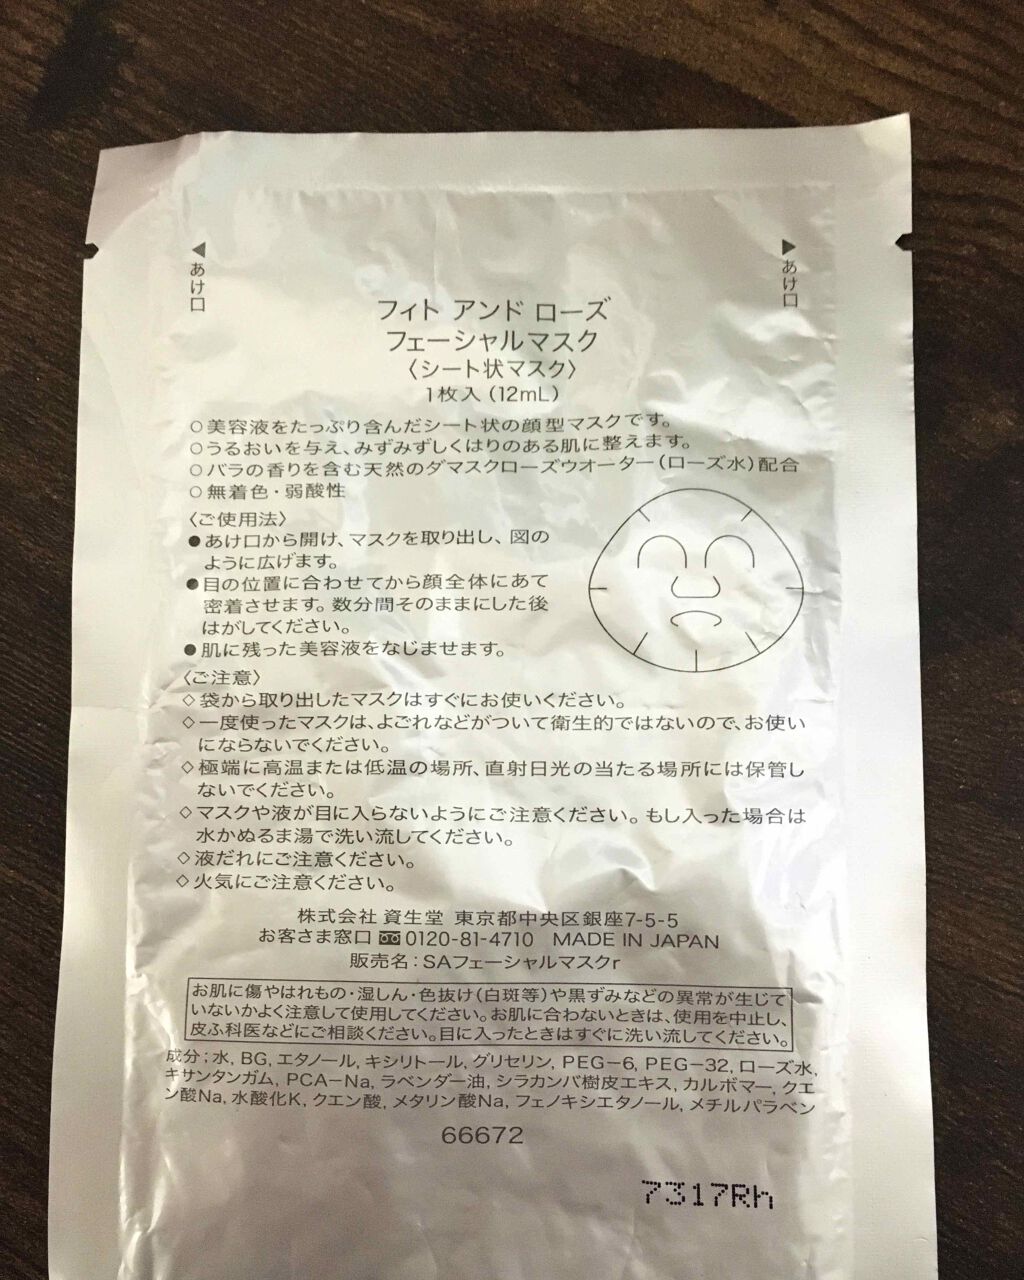 ◀あけ口
▶あけ口
フィト アンド ローズ
フェーシャルマスク
〈シート状マスク〉
1枚入(12mL)
○美容液をたっぷり含んだシート状の顔型マスクです。
○うるおいを与え、みずみずしくはりのある肌に整えます。
○バラの香りを含む天然のダマスクローズウオーター(ローズ水)配合
○無着色・弱酸性
〈ご使用法〉
●あけ口から開け、マスクを取り出し、図の
ように広げます。
●目の位置に合わせてから顔全体にあて
密着させます。数分間そのままにした後
はがしてください。
●肌に残った美容液をなじませます。
〈ご注意〉
◇袋から取り出したマスクはすぐにお使いください。
◇一度使ったマスクは、よごれなどがついて衛生的ではないので、お使い
にならないでください。
◇極端に高温または低温の場所、直射日光の当たる場所には保管し
ないでください。
◇マスクや液が目に入らないようにご注意ください。もし入った場合は
水かぬるま湯で洗い流してください。
◇液だれにご注意ください。
◇火気にご注意ください。
株式会社 資生堂 東京都中央区銀座7-5-5
お客さま窓口 0120-81-4710 MADE IN JAPAN
販売名:SAフェーシャルマスクr
お肌に傷やはれもの・湿しん・色抜け(白斑等)や黒ずみなどの異常が生じて
いないかよく注意して使用してください。お肌に合わないときは、使用を中止し、
皮ふ科医などにご相談ください。目に入ったときはすぐに洗い流してください。
成分;水, BG, エタノール, キシリトール, グリセリン, PEG-6, PEG-32, ローズ水,
キサンタンガム, PCA-Na, ラベンダー油, シラカンバ樹皮エキス, カルボマー, クエ
ン酸Na, 水酸化K, クエン酸, メタリン酸Na, フェノキシエタノール, メチルパラベン
66672
7317Rh